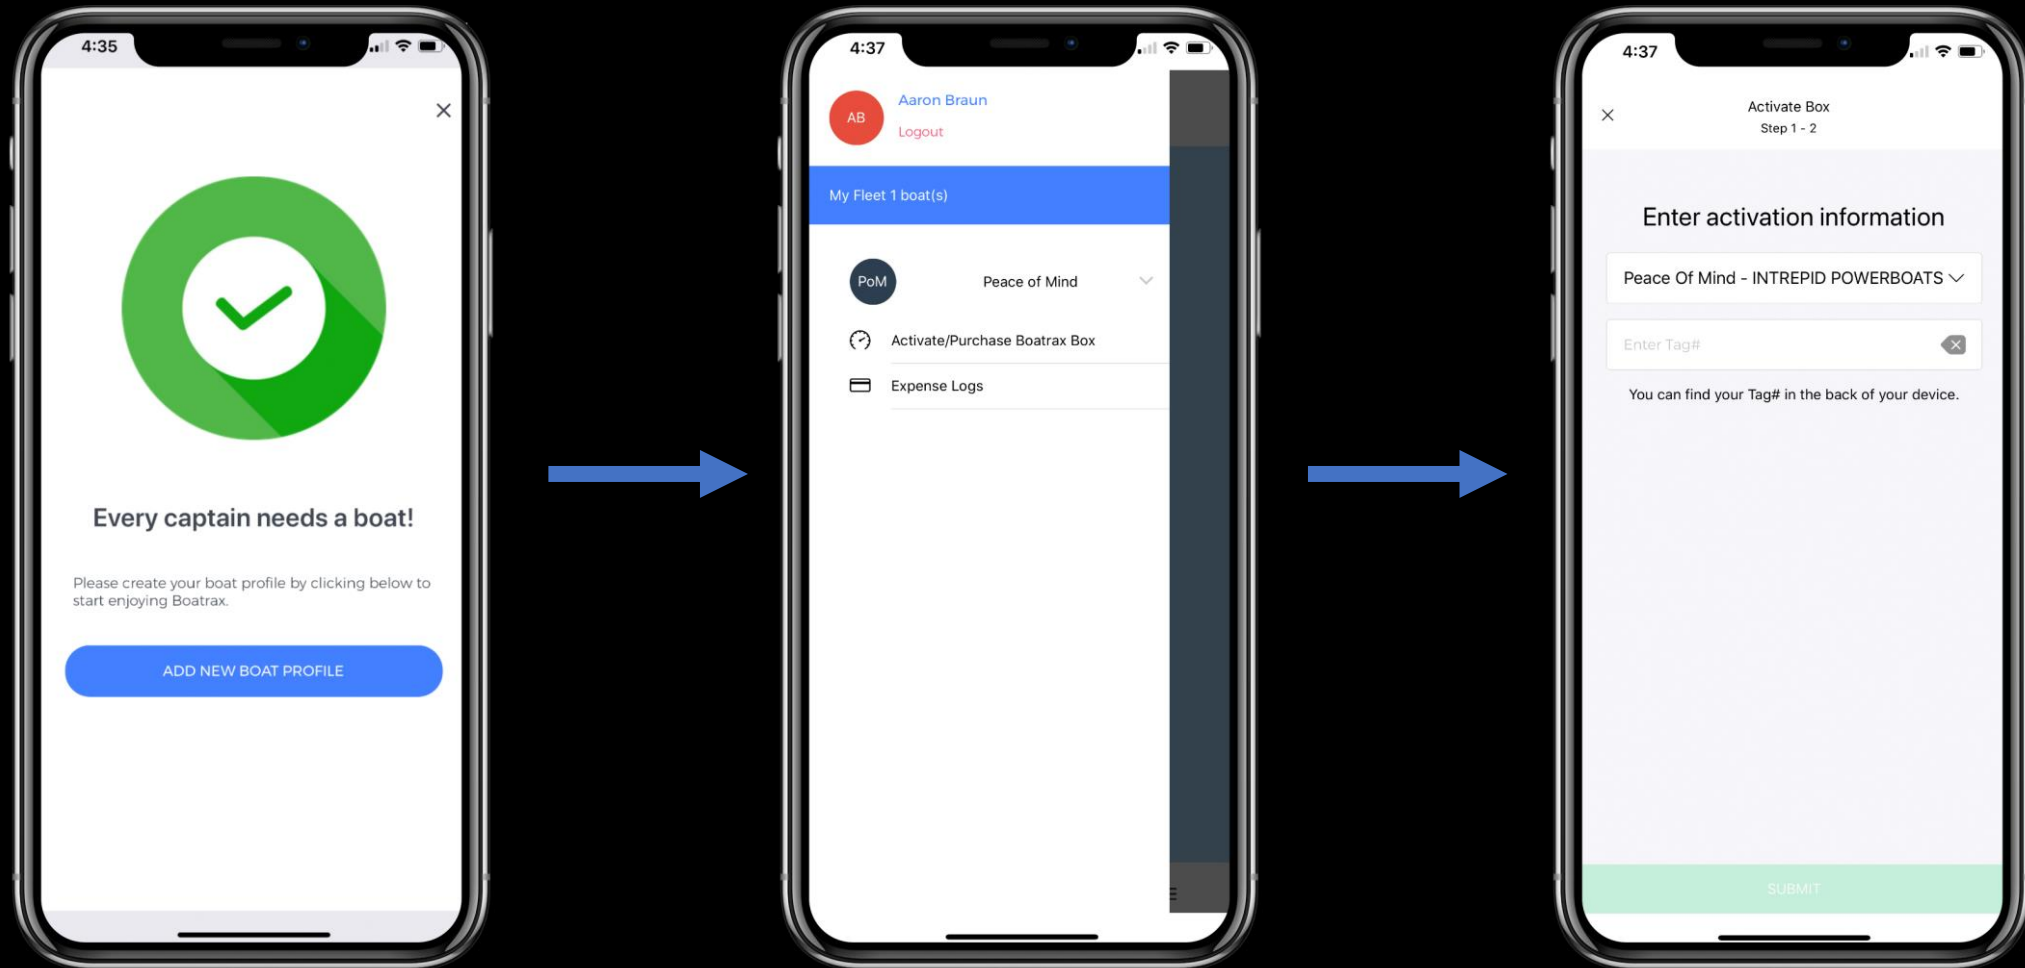 4:35
Every captain needs a boat!
Please create your boat profile by clicking below to
start enjoying Boatrax.
ADD NEW BOAT PROFILE
4:37
AB
Aaron Braun
Logout
My Fleet 1 boat(s)
PoM
Peace of Mind
Activate/Purchase Boatrax Box
Expense Logs
4:37
Activate Box
Step 1 - 2
Enter activation information
Peace Of Mind - INTREPID POWERBOATS
Enter Tag#
You can find your Tag# in the back of your device.
SUBMIT